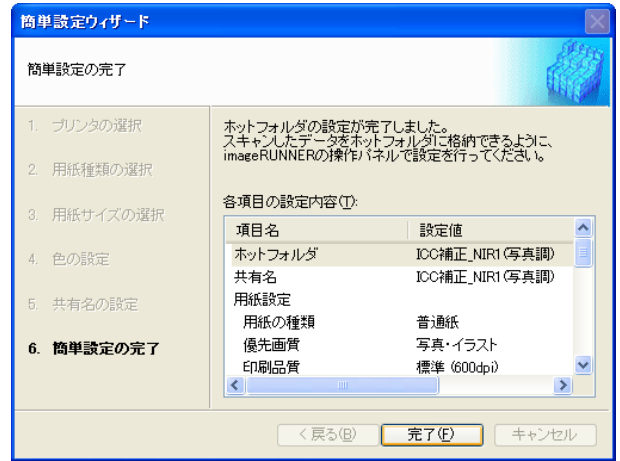 簡単設定ウィザード
簡単設定の完了
1. プリンタの選択
2. 用紙種類の選択
3. 用紙サイズの選択
4. 色の設定
5. 共有名の設定
6. 簡単設定の完了
ホットフォルダの設定が完了しました。
スキャンしたデータをホットフォルダに格納できるように、
imageRUNNERの操作パネルで設定を行ってください。
各項目の設定内容(T):
項目名 設定値
ホットフォルダ ICC補正_NIR1(写真調)
共有名 ICC補正_NIR1(写真調)
用紙設定
用紙の種類 普通紙
優先画質 写真・イラスト
印刷品質 標準 (600dpi)
< 戻る(B) 完了(F) キャンセル